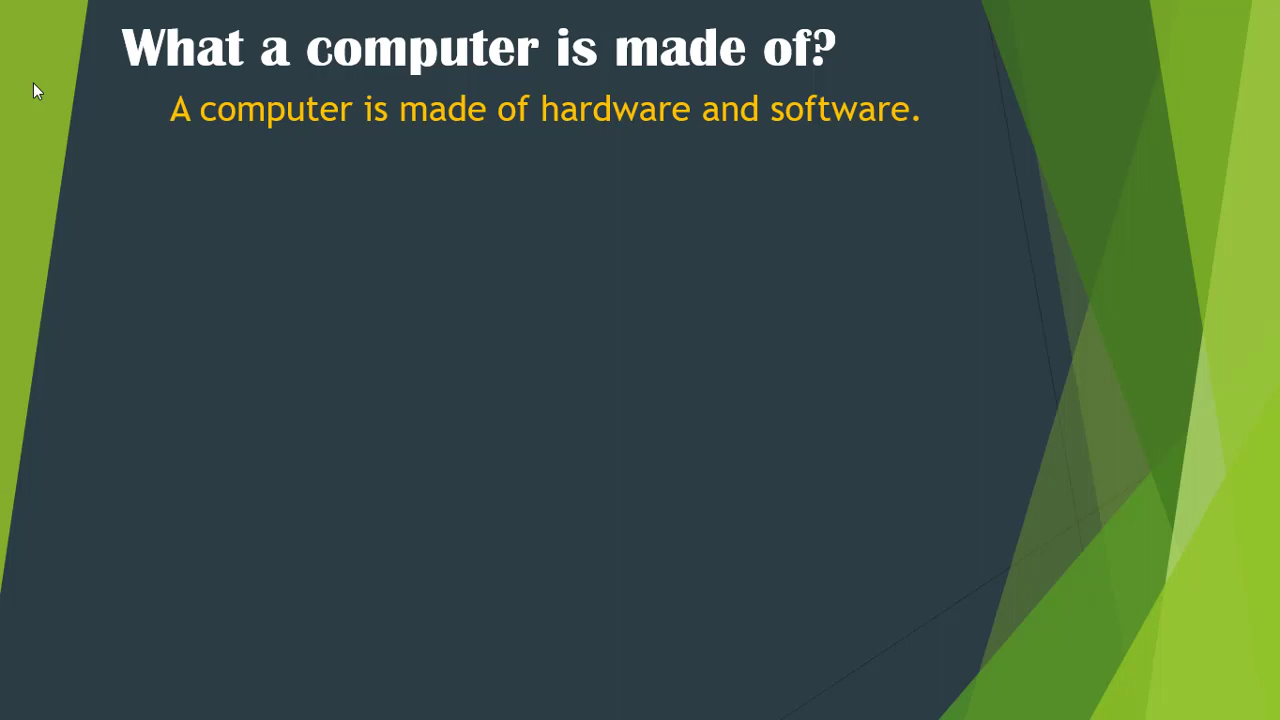 What a computer is made of?
A computer is made of hardware and software.